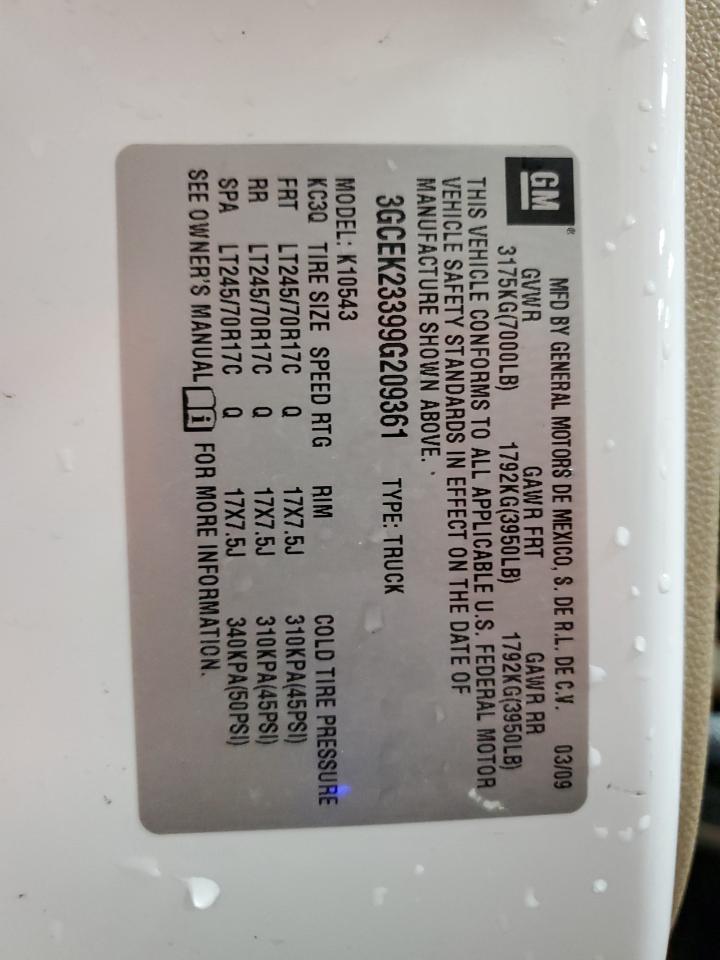 GM®
MFD BY GENERAL MOTORS DE MEXICO, S. DE R.L. DE C.V. 03/09
GVWR GAWR FRT GAWR RR
3175KG(7000LB) 1792KG(3950LB) 1792KG(3950LB)
THIS VEHICLE CONFORMS TO ALL APPLICABLE U.S. FEDERAL MOTOR
VEHICLE SAFETY STANDARDS IN EFFECT ON THE DATE OF
MANUFACTURE SHOWN ABOVE.
3GCEK23399G209361 TYPE: TRUCK
MODEL: K10543
KC3Q TIRE SIZE SPEED RTG RIM COLD TIRE PRESSURE
FRT LT245/70R17C Q 17X7.5J 310KPA(45PSI)
RR LT245/70R17C Q 17X7.5J 310KPA(45PSI)
SPA LT245/70R17C Q 17X7.5J 340KPA(50PSI)
SEE OWNER'S MANUAL i FOR MORE INFORMATION.